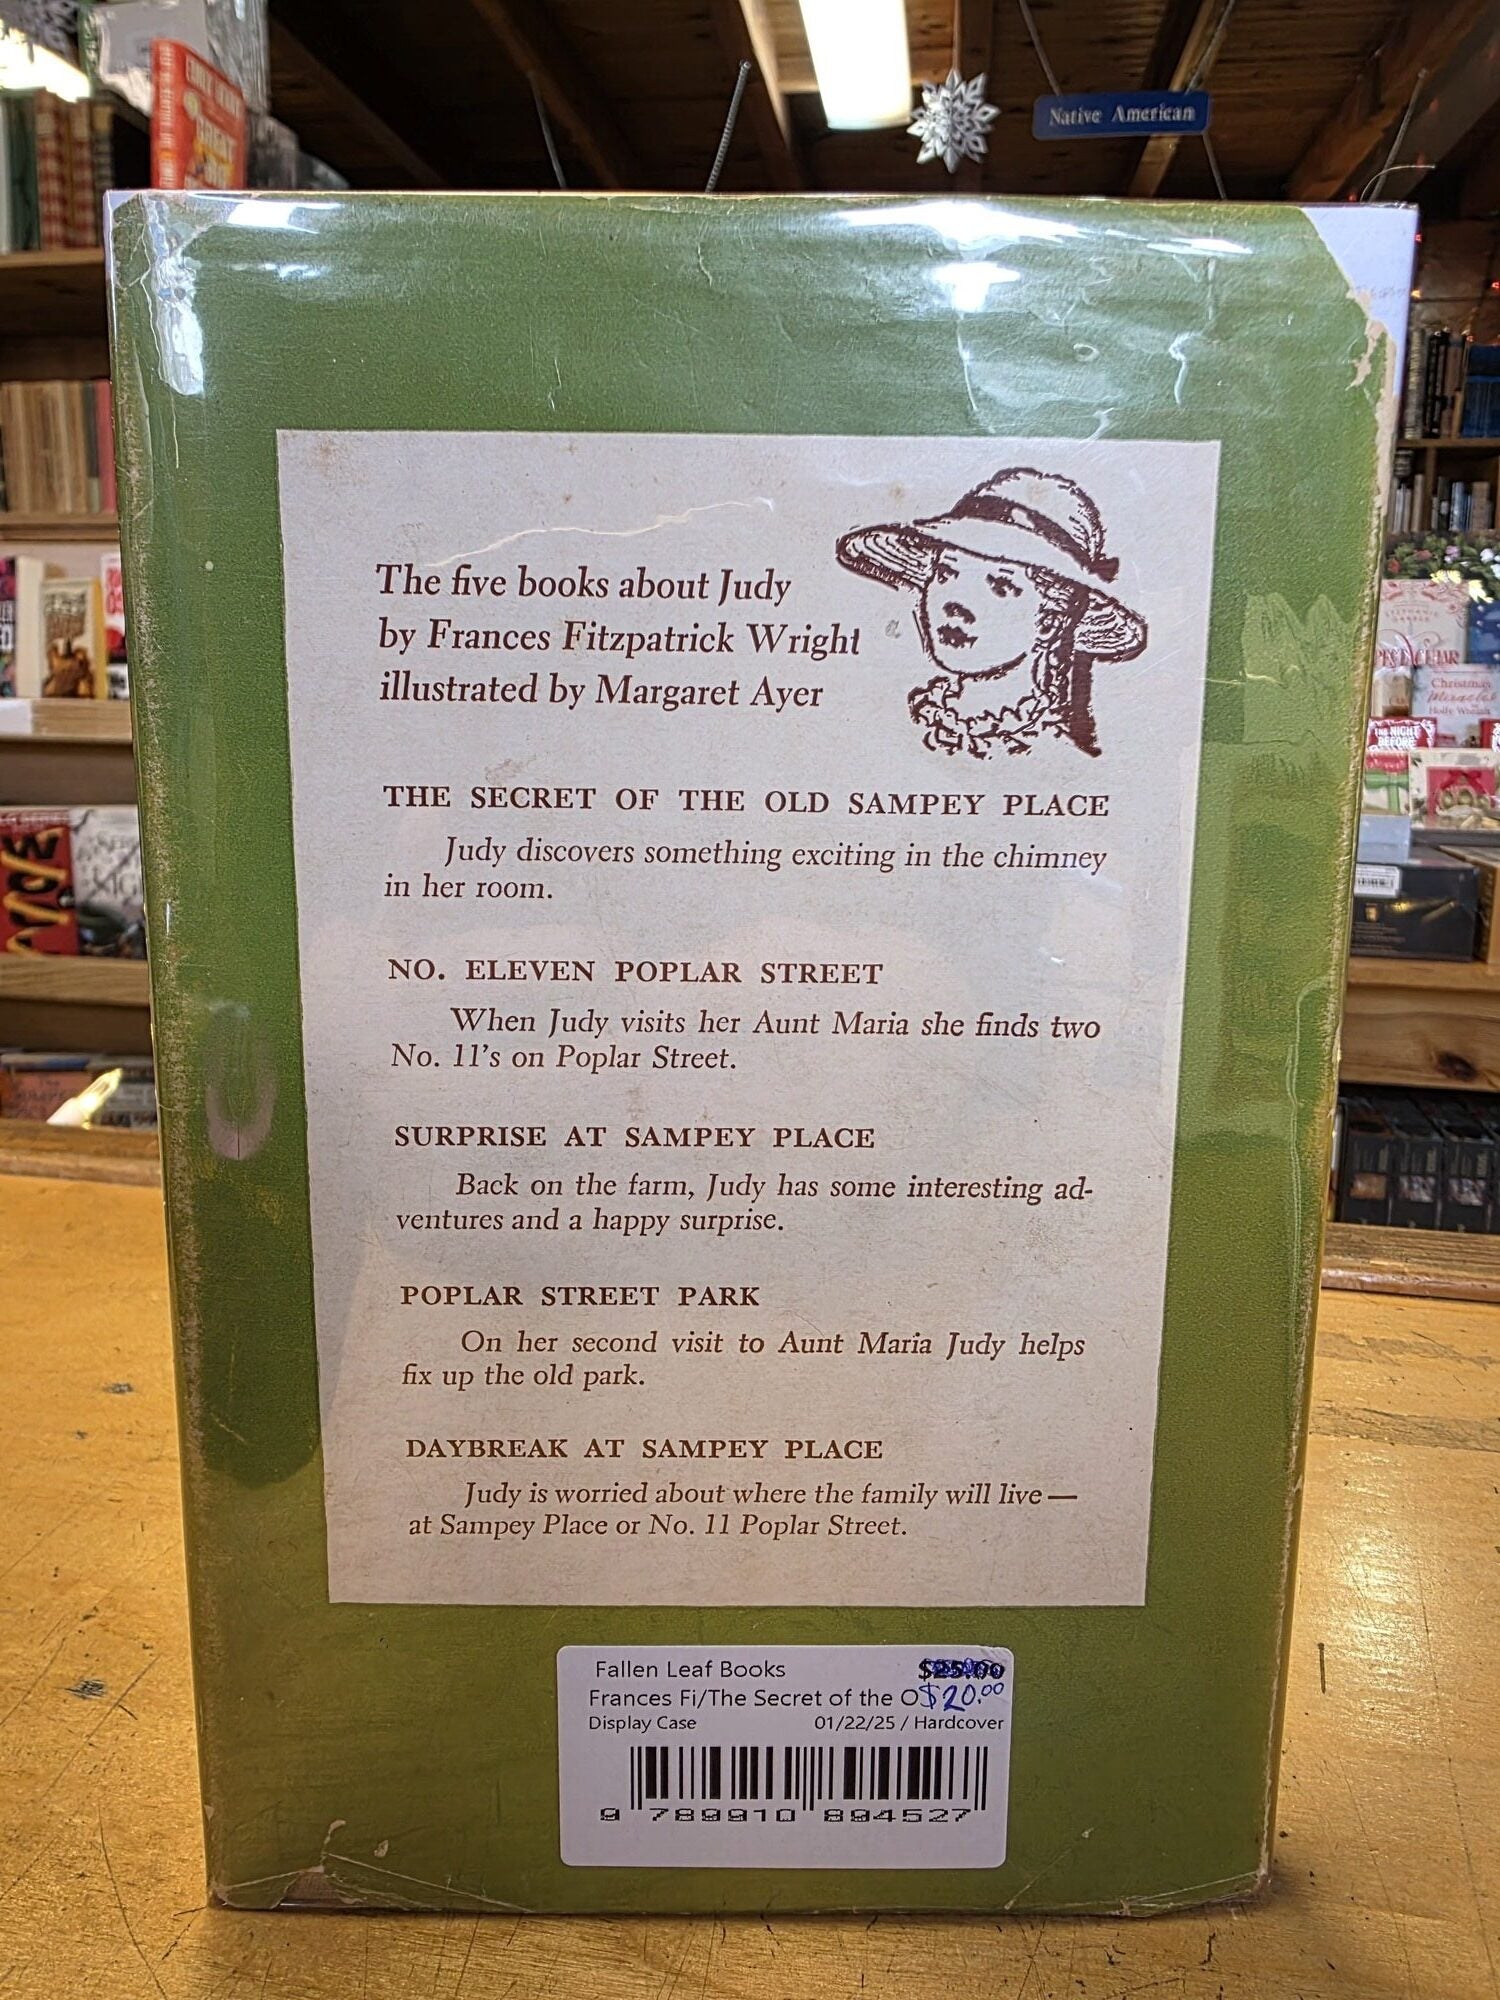 Native American
The five books about Judy
by Frances Fitzpatrick Wright
illustrated by Margaret Ayer
THE SECRET OF THE OLD SAMPEY PLACE
Judy discovers something exciting in the chimney
in her room.
NO. ELEVEN POPLAR STREET
When Judy visits her Aunt Maria she finds two
No. 11's on Poplar Street.
SURPRISE AT SAMPEY PLACE
Back on the farm, Judy has some interesting ad-
ventures and a happy surprise.
POPLAR STREET PARK
On her second visit to Aunt Maria Judy helps
fix up the old park.
DAYBREAK AT SAMPEY PLACE
Judy is worried about where the family will live —
at Sampey Place or No. 11 Poplar Street.
Fallen Leaf Books $25.00
Frances Fi/The Secret of the O $20.00
Display Case 01/22/25 / Hardcover
9 789910 894527
Christmas
THE NIGHT
BEFORE